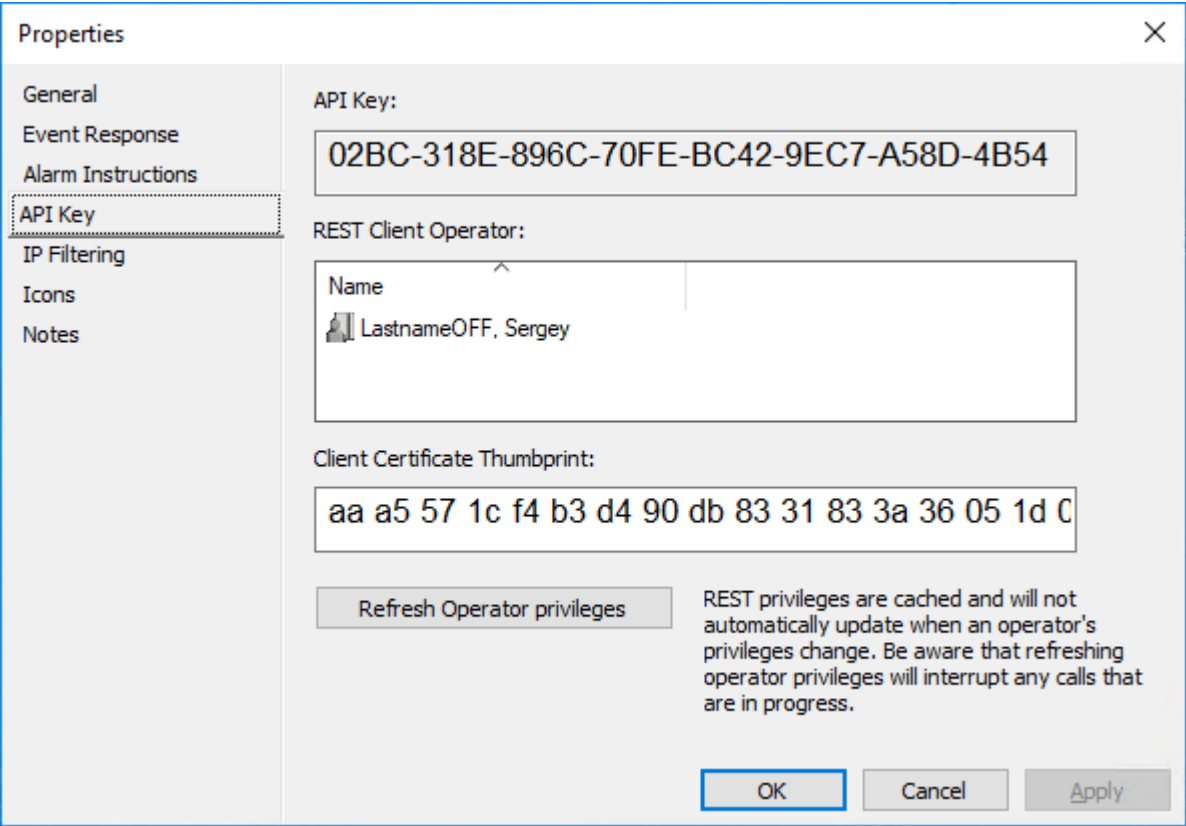 Properties
General
Event Response
Alarm Instructions
API Key
IP Filtering
Icons
Notes
API Key:
02BC-318E-896C-70FE-BC42-9EC7-A58D-4B54
REST Client Operator:
Name
LastnameOFF, Sergey
Client Certificate Thumbprint:
aa a5 57 1c f4 b3 d4 90 db 83 31 83 3a 36 05 1d
Refresh Operator privileges
REST privileges are cached and will not
automatically update when an operator's
privileges change. Be aware that refreshing
operator privileges will interrupt any calls that
are in progress.
OK
Cancel
Apply